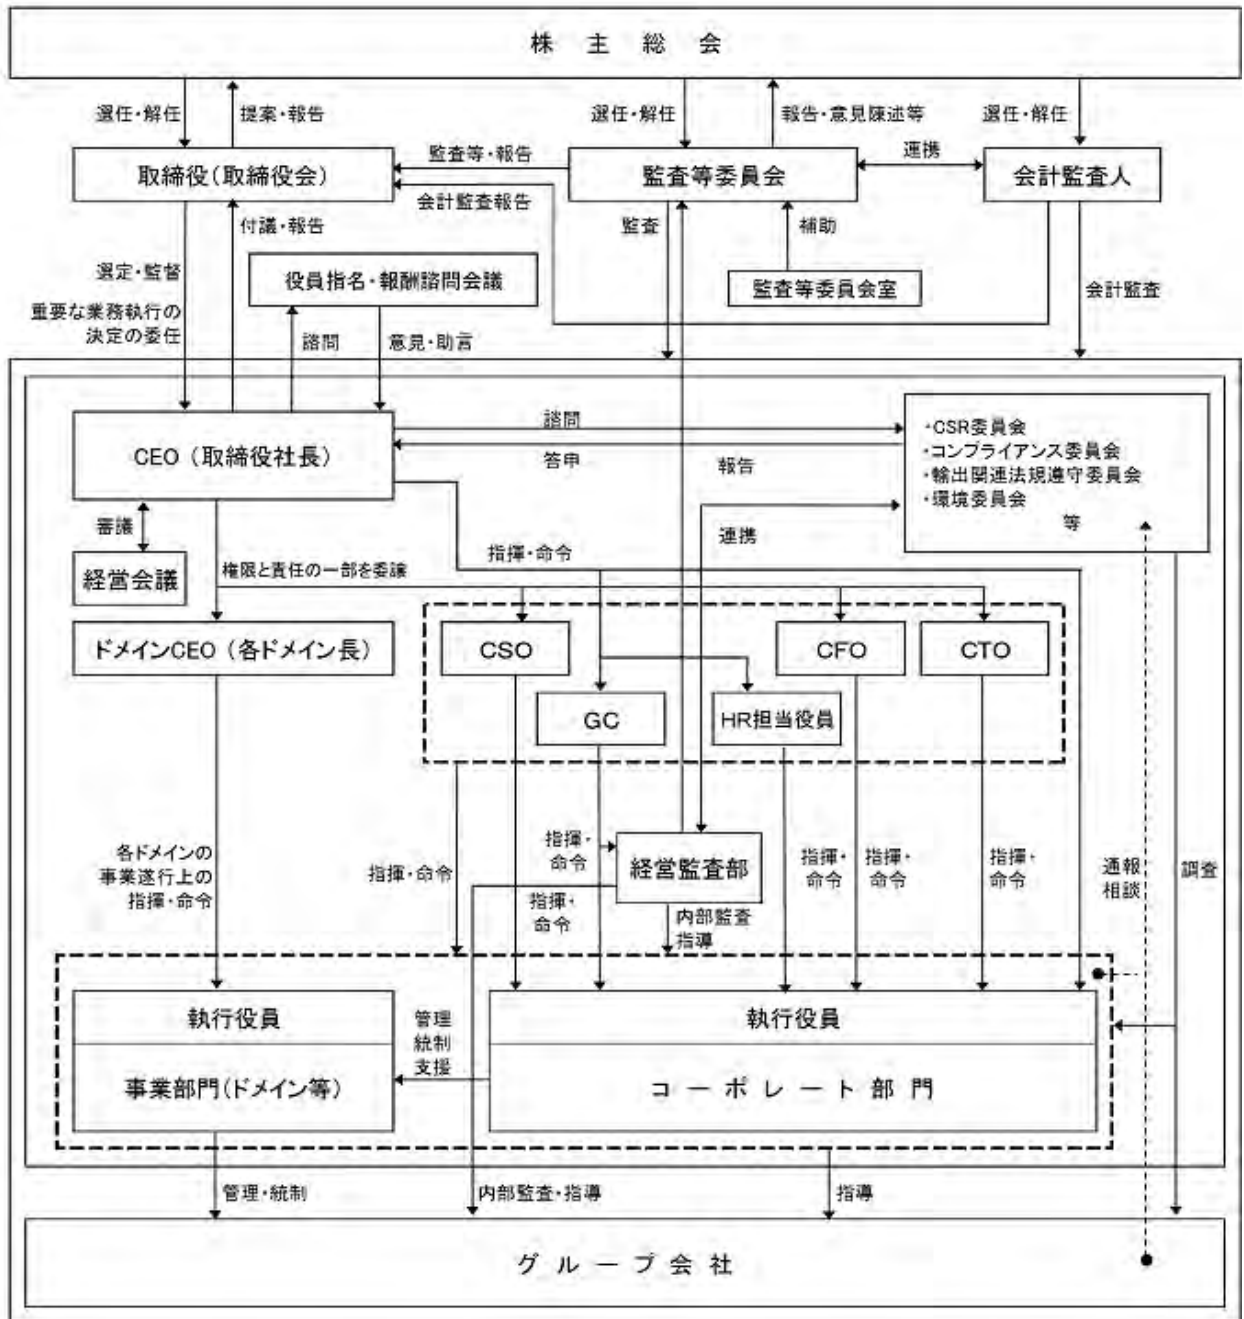 株主総会
選任・解任
提案・報告
選任・解任
報告・意見陳述等
選任・解任
取締役(取締役会)
監査等・報告
会計監査報告
監査等委員会
連携
会計監査人
付議・報告
監査
補助
選定・監督
重要な業務執行の
決定の委任
役員指名・報酬諮問会議
監査等委員会室
会計監査
諮問
意見・助言
CEO(取締役社長)
諮問
答申
報告
・CSR委員会
・コンプライアンス委員会
・輸出関連法規遵守委員会
・環境委員会
等
審議
連携
指揮・命令
経営会議
権限と責任の一部を委譲
ドメインCEO(各ドメイン長)
CSO
CFO
CTO
GC
HR担当役員
各ドメインの
事業遂行上の
指揮・命令
指揮・命令
指揮・
命令
経営監査部
指揮・
命令
指揮・
命令
指揮・
命令
指揮・
命令
通報
相談
調査
内部監査
指導
執行役員
事業部門(ドメイン等)
管理
統制
支援
執行役員
コーポレート部門
管理・統制
内部監査・指導
指導
グループ会社